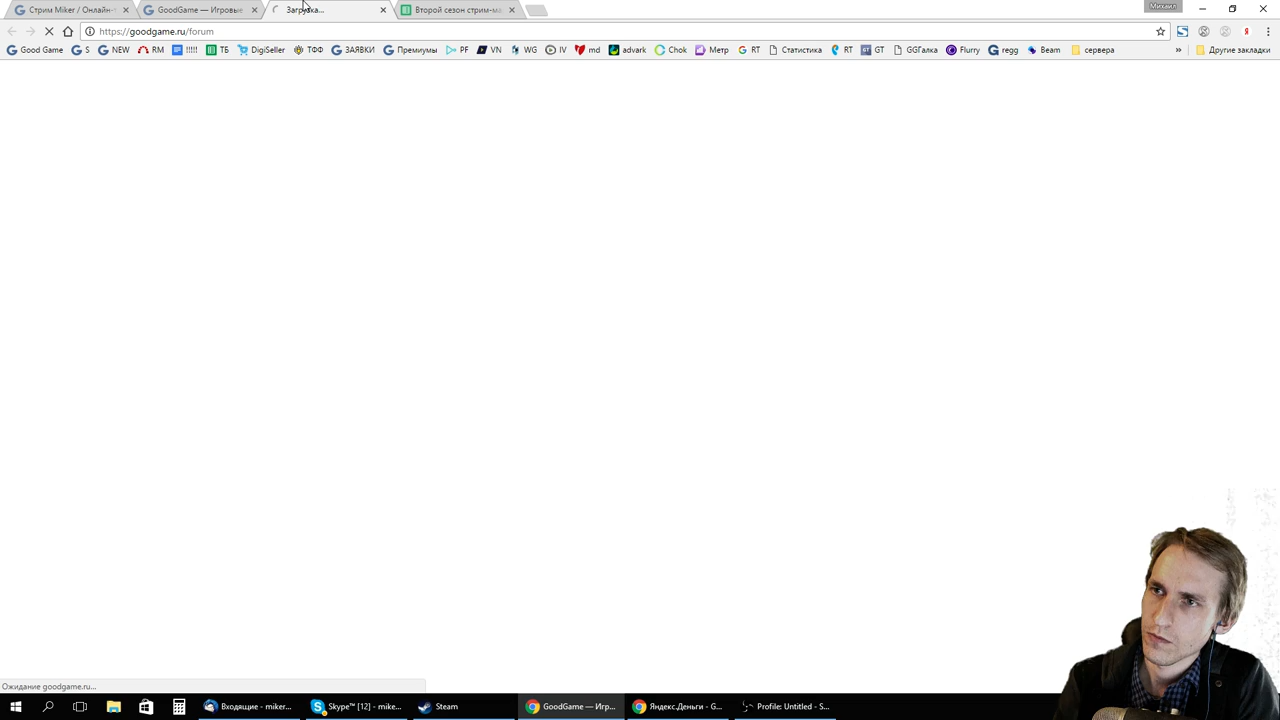 Стрим Miker / Онлайн-т
GoodGame — Игровые
Загрузка...
Второй сезон стрим-ма
Михаил
https://goodgame.ru/forum
Good Game
S
NEW
RM
!!!!!
ТБ
DigiSeller
ТФФ
ЗАЯВКИ
Премиумы
PF
VN
WG
IV
md
advark
Chok
Метр
RT
Статистика
RT
GT
GGГалка
Flurry
regg
Beam
сервера
»
Другие закладки
Ожидание goodgame.ru...
Входящие - miker...
Skype™ [12] - mike...
Steam
GoodGame — Игр...
Яндекс.Деньги - G...
Profile: Untitled - S...